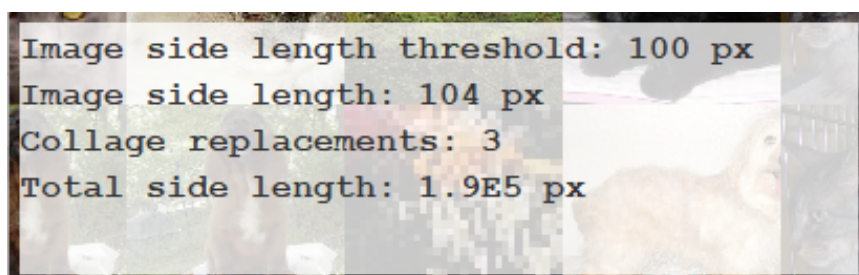 Image side length threshold: 100 px
Image side length: 104 px
Collage replacements: 3
Total side length: 1.9E5 px